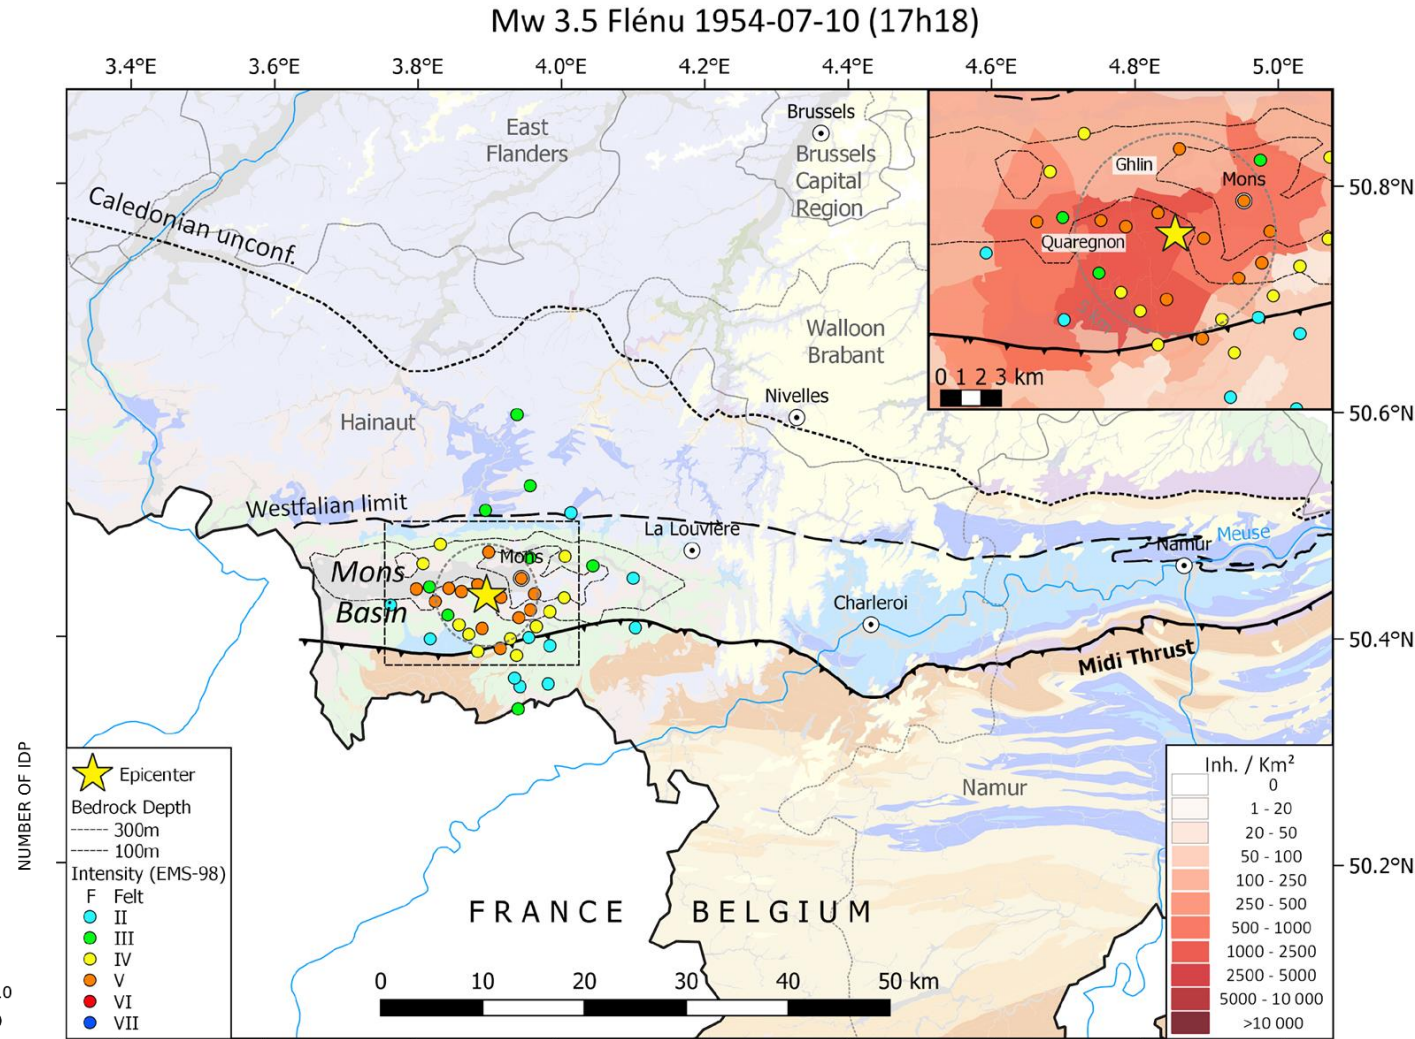 Mw 3.5 Flénu 1954-07-10 (17h18)
3.4°E 3.6°E 3.8°E 4.0°E 4.2°E 4.4°E 4.6°E 4.8°E 5.0°E
Brussels
East
Flanders
Brussels
Capital
Region
Ghlin
Mons
Quaregnon
0 1 2 3 km
50.8°N
Caledonian unconf.
Walloon
Brabant
Nivelles
50.6°N
Hainaut
Westfalian limit
La Louvière
Meuse
Namur
Mons
Mons
Basin
Charleroi
50.4°N
Midi Thrust
NUMBER OF IDP
Epicenter
Bedrock Depth
300m
100m
Intensity (EMS-98)
F Felt
II
III
IV
V
VI
VII
Namur
50.2°N
FRANCE
BELGIUM
0 10 20 30 40 50 km
Inh. / Km²
0
1 - 20
20 - 50
50 - 100
100 - 250
250 - 500
500 - 1000
1000 - 2500
2500 - 5000
5000 - 10 000
>10 000